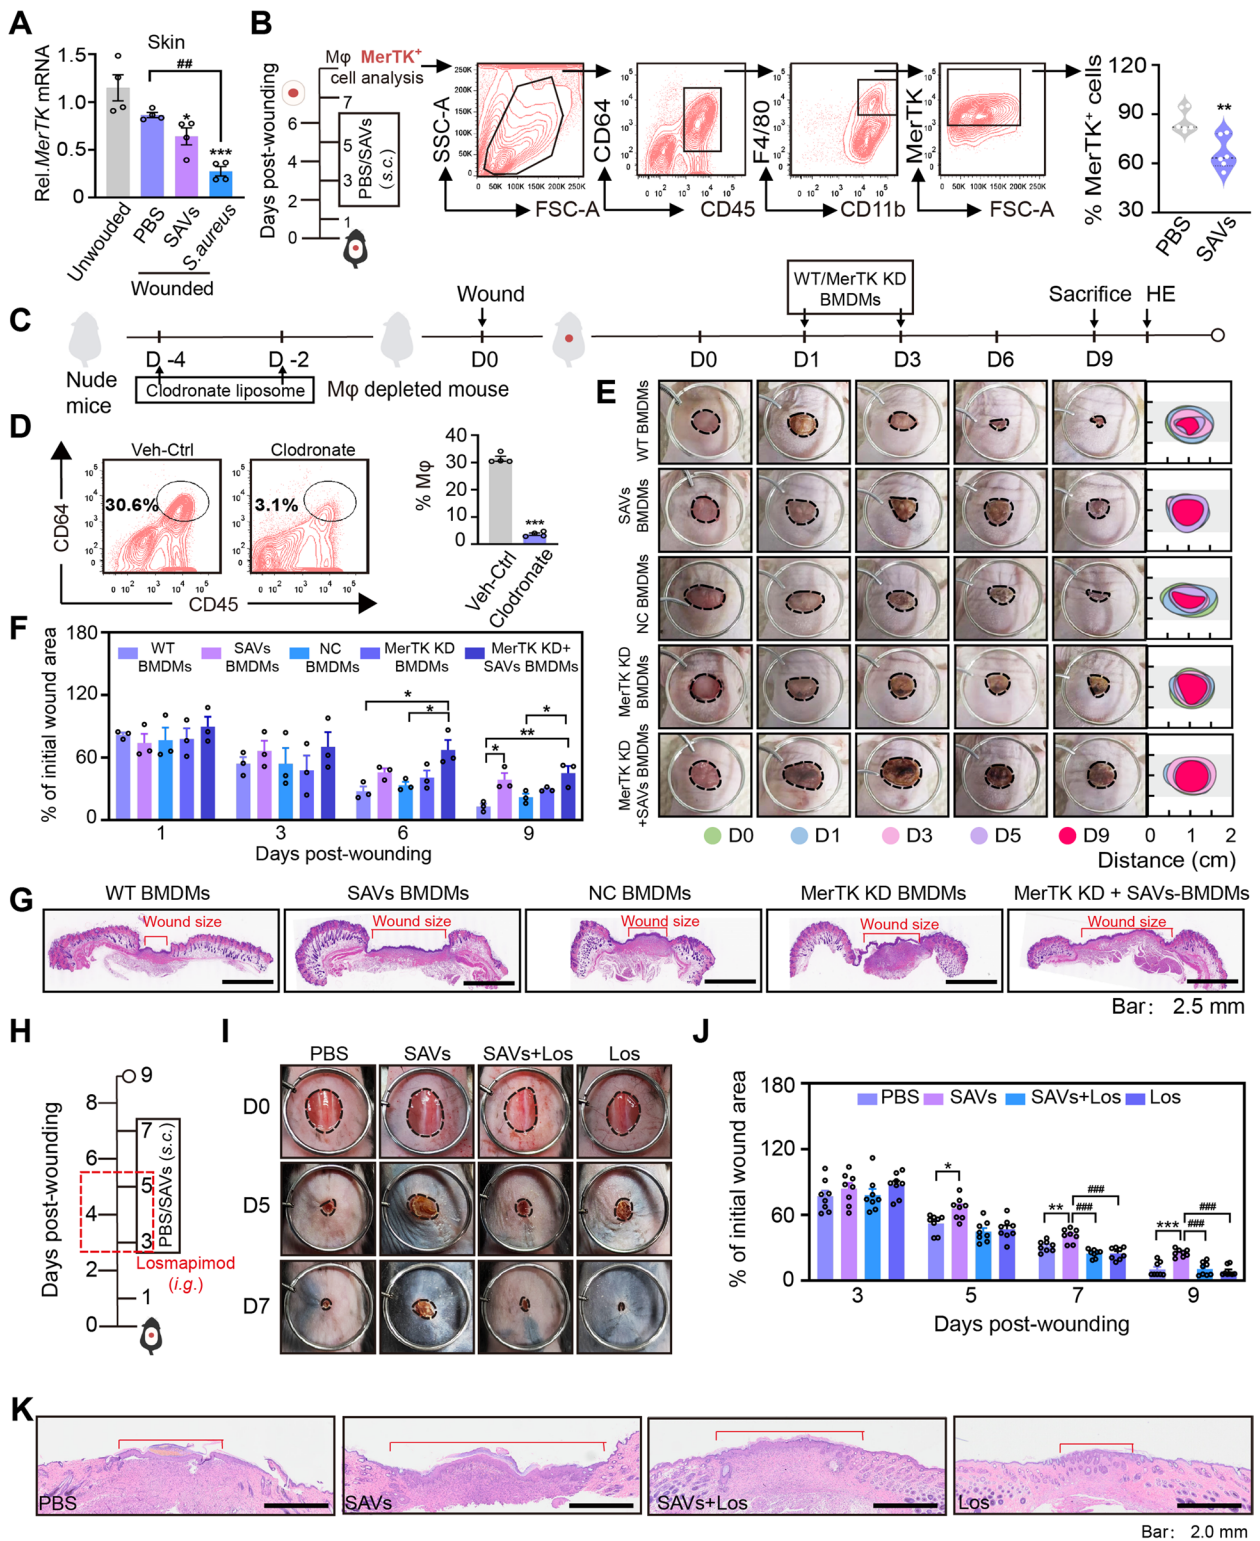 A
Skin
Rel.MerTK mRNA
1.5
1.0
0.5
0
##
*
***
Unwouded
PBS
SAVs
S.aureus
Wounded
B
Days post-wounding
Mφ MerTK+
cell analysis
7
6
5
4
3
2
1
0
PBS/SAVs
(s.c.)
SSC-A
250K
200K
150K
100K
50K
0
50K 100K 150K 200K 250K
FSC-A
CD64
CD45
F4/80
CD11b
MerTK
FSC-A
% MerTK+ cells
120
90
60
30
**
PBS
SAVs
C
Nude
mice
D -4
D -2
Clodronate liposome
Mφ depleted mouse
Wound
D0
WT/MerTK KD
BMDMs
Sacrifice
HE
D0
D1
D3
D6
D9
D
Veh-Ctrl
Clodronate
30.6%
3.1%
CD64
CD45
% Mφ
40
30
20
10
0
***
Veh-Ctrl
Clodronate
E
WT BMDMs
SAVs
BMDMs
NC BMDMs
MerTK KD
BMDMs
MerTK KD
+SAVs BMDMs
D0
D1
D3
D5
D9
0 1 2
Distance (cm)
F
% of initial wound area
180
120
60
0
WT
BMDMs
SAVs
BMDMs
NC
BMDMs
MerTK KD
BMDMs
MerTK KD+
SAVs BMDMs
*
*
*
**
*
1 3 6 9
Days post-wounding
G
WT BMDMs
SAVs BMDMs
NC BMDMs
MerTK KD BMDMs
MerTK KD + SAVs-BMDMs
Wound size
Wound size
Wound size
Wound size
Wound size
Bar: 2.5 mm
H
Days post-wounding
9
8
7
6
5
4
3
2
1
0
PBS/SAVs (s.c.)
Losmapimod
(i.g.)
I
PBS
SAVs
SAVs+Los
Los
D0
D5
D7
J
% of initial wound area
180
120
60
0
PBS
SAVs
SAVs+Los
Los
*
**
###
###
***
###
###
3 5 7 9
Days post-wounding
K
PBS
SAVs
SAVs+Los
Los
Bar: 2.0 mm